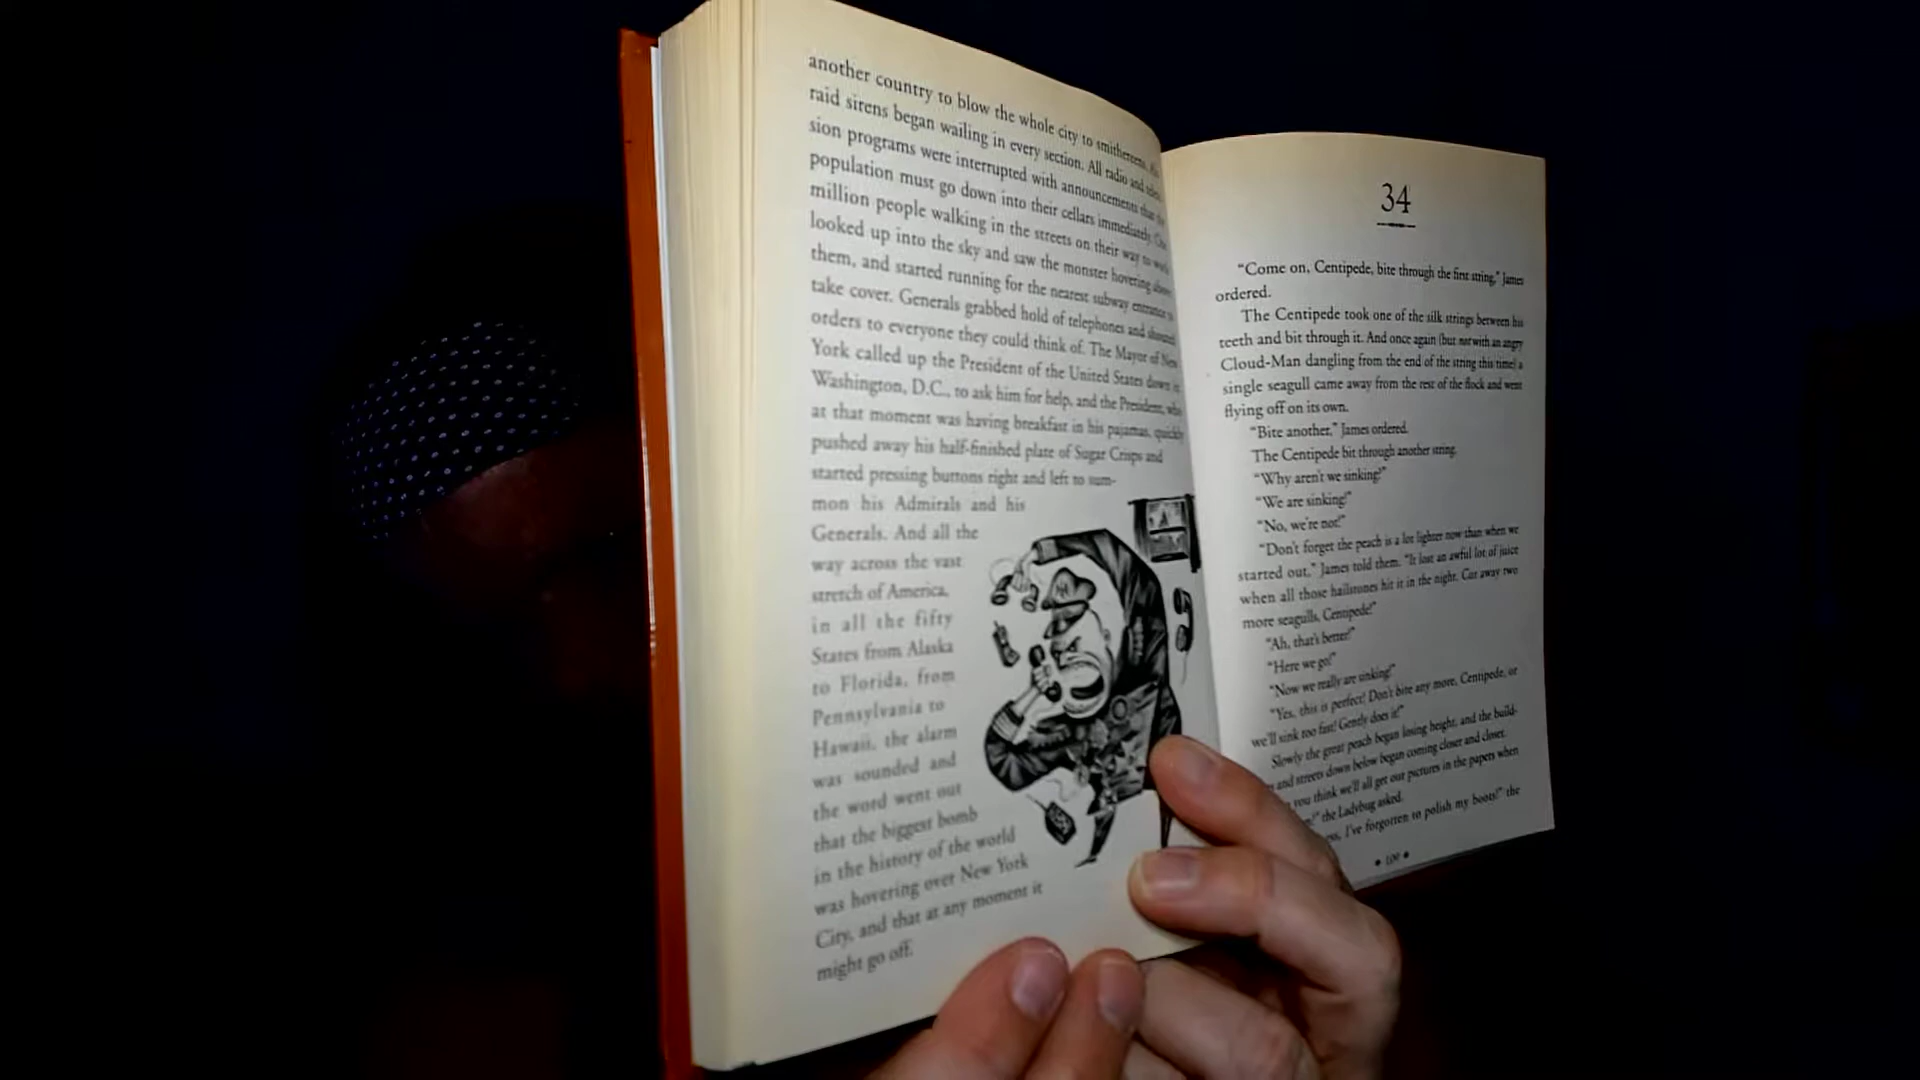 another country to blow the whole city to smithereens. Air
raid sirens began wailing in every section. All radio and televi-
sion programs were interrupted with announcements that the
population must go down into their cellars immediately. One
million people walking in the streets on their way to work
looked up into the sky and saw the monster hovering above
them, and started running for the nearest subway entrance to
take cover. Generals grabbed hold of telephones and shouted
orders to everyone they could think of. The Mayor of New
York called up the President of the United States down in
Washington, D.C., to ask him for help, and the President, who
at that moment was having breakfast in his pajamas, quickly
pushed away his half-finished plate of Sugar Crisps and
started pressing buttons right and left to sum-
mon his Admirals and his
Generals. And all the
way across the vast
stretch of America,
in all the fifty
States from Alaska
to Florida, from
Pennsylvania to
Hawaii, the alarm
was sounded and
the word went out
that the biggest bomb
in the history of the world
was hovering over New York
City, and that at any moment it
might go off.
34
"Come on, Centipede, bite through the first string," James
ordered.
The Centipede took one of the silk strings between his
teeth and bit through it. And once again (but not with an angry
Cloud-Man dangling from the end of the string this time) a
single seagull came away from the rest of the flock and went
flying off on its own.
"Bite another," James ordered.
The Centipede bit through another string.
"Why aren't we sinking?"
"We are sinking!"
"No, we're not!"
"Don't forget the peach is a lot lighter now than when we
started out," James told them. "It lost an awful lot of juice
when all those hailstones hit it in the night. Cut away two
more seagulls, Centipede!"
"Ah, that's better!"
"Here we go!"
"Now we really are sinking!"
"Yes, this is perfect! Don't bite any more, Centipede, or
we'll sink too fast! Gently does it!"
Slowly the great peach began losing height, and the build-
and streets down below began coming closer and closer.
you think we'll all get our pictures in the papers when
the Ladybug asked.
I've forgotten to polish my boots!" the
109